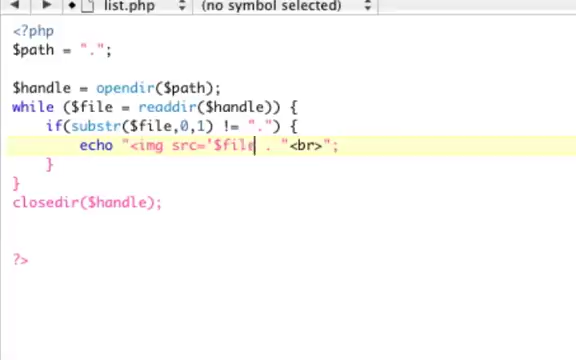 list.php (no symbol selected)
<?php
$path = ".";
$handle = opendir($path);
while ($file = readdir($handle)) {
if(substr($file,0,1) != ".") {
echo "<img src='$file . "<br>";
}
}
closedir($handle);
?>